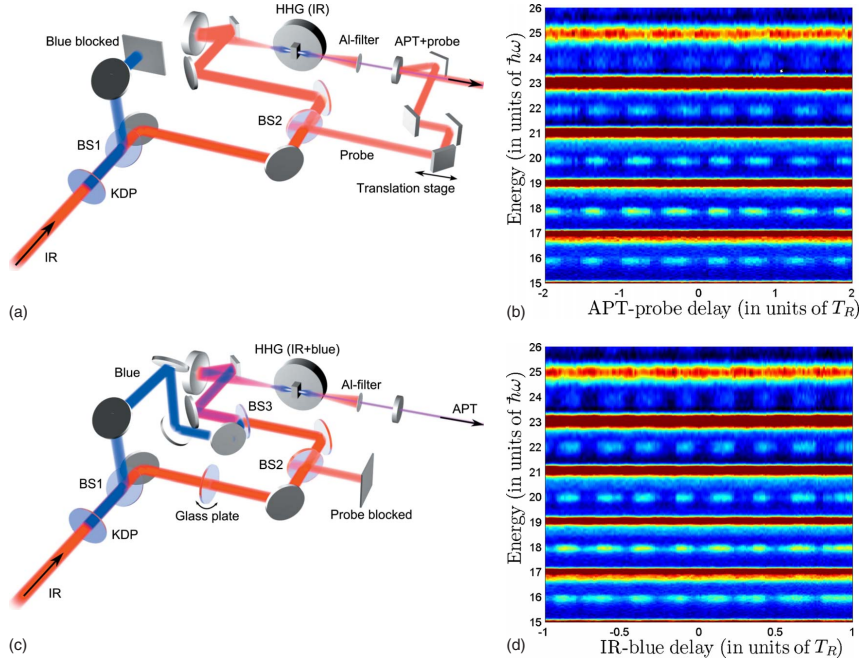 HHG (IR)
Blue blocked
Al-filter
APT+probe
BS2
BS1
Probe
KDP
Translation stage
IR
(a)
Energy (in units of ℏω)
26
25
24
23
22
21
20
19
18
17
16
15
-2
-1
0
1
2
APT-probe delay (in units of T_R)
(b)
HHG (IR+blue)
Blue
Al-filter
BS3
APT
BS2
BS1
Glass plate
Probe blocked
KDP
IR
(c)
Energy (in units of ℏω)
26
25
24
23
22
21
20
19
18
17
16
15
-1
-0.5
0
0.5
1
IR-blue delay (in units of T_R)
(d)